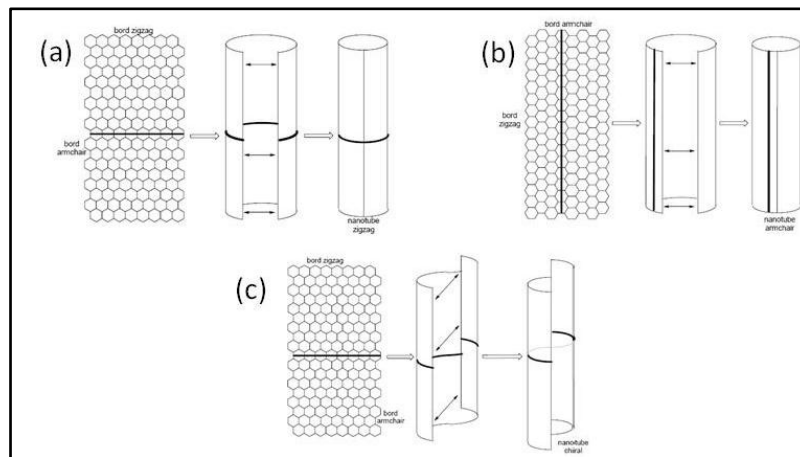 (a)
bord zigzag
bord
armchair
nanotube
zigzag
(b)
bord armchair
bord
zigzag
nanotube
armchair
(c)
bord zigzag
bord
armchair
nanotube
chiral